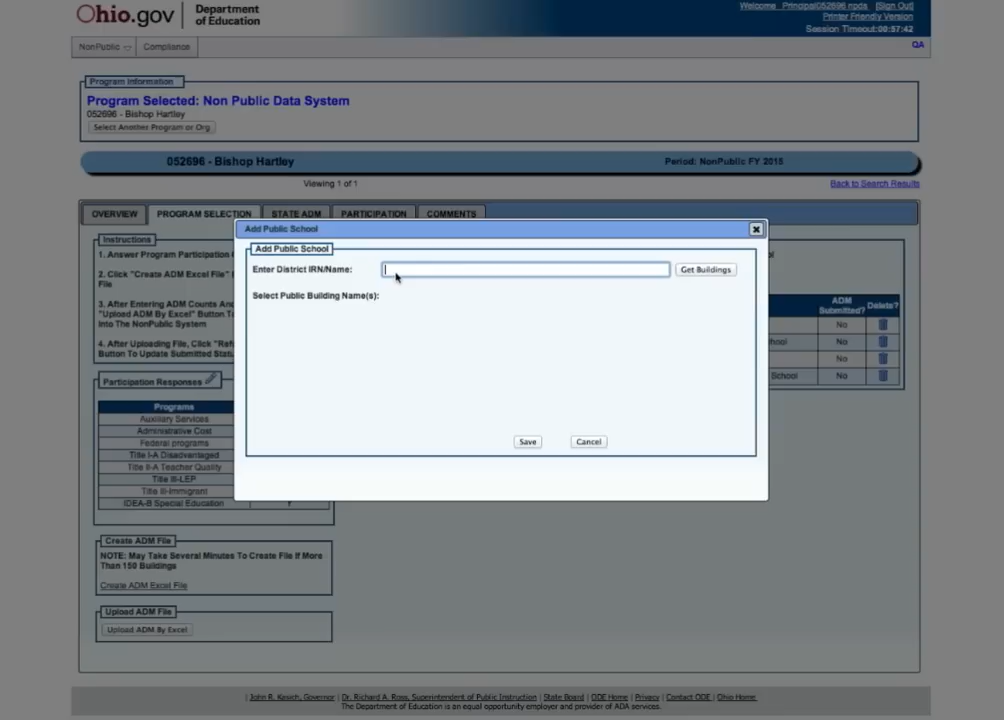 Ohio.gov
Department
of Education
Welcome Principal052696 npds [Sign Out]
Printer Friendly Version
Session Timeout:00:57:42
NonPublic
Compliance
QA
Program Information
Program Selected: Non Public Data System
052696 - Bishop Hartley
Select Another Program or Org
052696 - Bishop Hartley
Period: NonPublic FY 2015
Viewing 1 of 1
Back to Search Results
OVERVIEW
PROGRAM SELECTION
STATE ADM
PARTICIPATION
COMMENTS
Add Public School
Add Public School
Enter District IRN/Name:
Get Buildings
Select Public Building Name(s):
Save
Cancel
Instructions
1. Answer Program Participation
2. Click "Create ADM Excel File"
File
3. After Entering ADM Counts And
"Upload ADM By Excel" Button
Into The NonPublic System
4. After Uploading File, Click
Button To Update Submitted
ADM
Submitted?
Delete?
No
No
No
School
No
Participation Responses
Programs
Auxiliary Services
Administrative Cost
Federal programs
Title I-A Disadvantaged
Title II-A Teacher Quality
Title III-LEP
Title III-Immigrant
IDEA-B Special Education
Y
Create ADM File
NOTE: May Take Several Minutes To Create File If More
Than 150 Buildings
Create ADM Excel File
Upload ADM File
Upload ADM By Excel
| John R. Kasich, Governor | Dr. Richard A. Ross, Superintendent of Public Instruction | State Board | ODE Home | Privacy | Contact ODE | Ohio Home
The Department of Education is an equal opportunity employer and provider of ADA services.